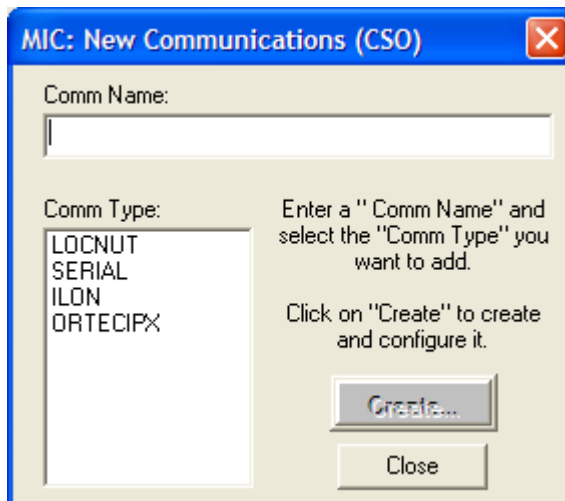 MIC: New Communications (CSO)
Comm Name:
Comm Type:
LOCNUT
SERIAL
ILON
ORTECIPX
Enter a " Comm Name" and
select the "Comm Type" you
want to add.
Click on "Create" to create
and configure it.
Create...
Close